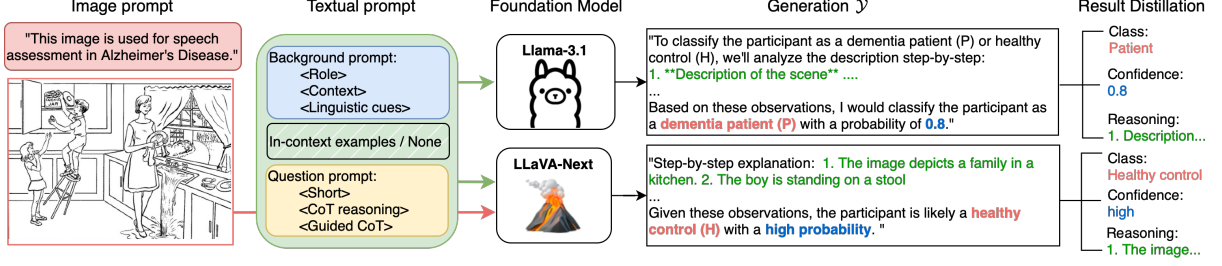 Image prompt
"This image is used for speech
assessment in Alzheimer's Disease."
Textual prompt
Background prompt:
<Role>
<Context>
<Linguistic cues>
In-context examples / None
Question prompt:
<Short>
<CoT reasoning>
<Guided CoT>
Foundation Model
Llama-3.1
LLaVA-Next
Generation 𝒴
"To classify the participant as a dementia patient (P) or healthy
control (H), we'll analyze the description step-by-step:
1. **Description of the scene** ....
...
Based on these observations, I would classify the participant as
a dementia patient (P) with a probability of 0.8."
"Step-by-step explanation: 1. The image depicts a family in a
kitchen. 2. The boy is standing on a stool
...
Given these observations, the participant is likely a healthy
control (H) with a high probability. "
Result Distillation
Class:
Patient
Confidence:
0.8
Reasoning:
1. Description...
Class:
Healthy control
Confidence:
high
Reasoning:
1. The image...